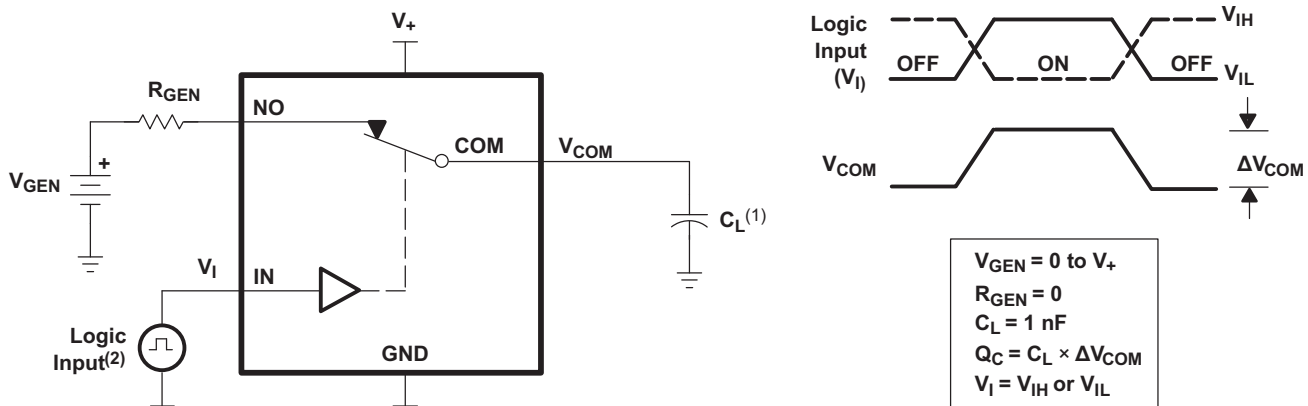 V+
RGEN
NO
COM
VCOM
VGEN
+
CL(1)
VI
IN
Logic
Input(2)
GND
Logic
Input
(VI)
OFF
ON
OFF
VIH
VIL
VCOM
ΔVCOM
VGEN = 0 to V+
RGEN = 0
CL = 1 nF
QC = CL × ΔVCOM
VI = VIH or VIL